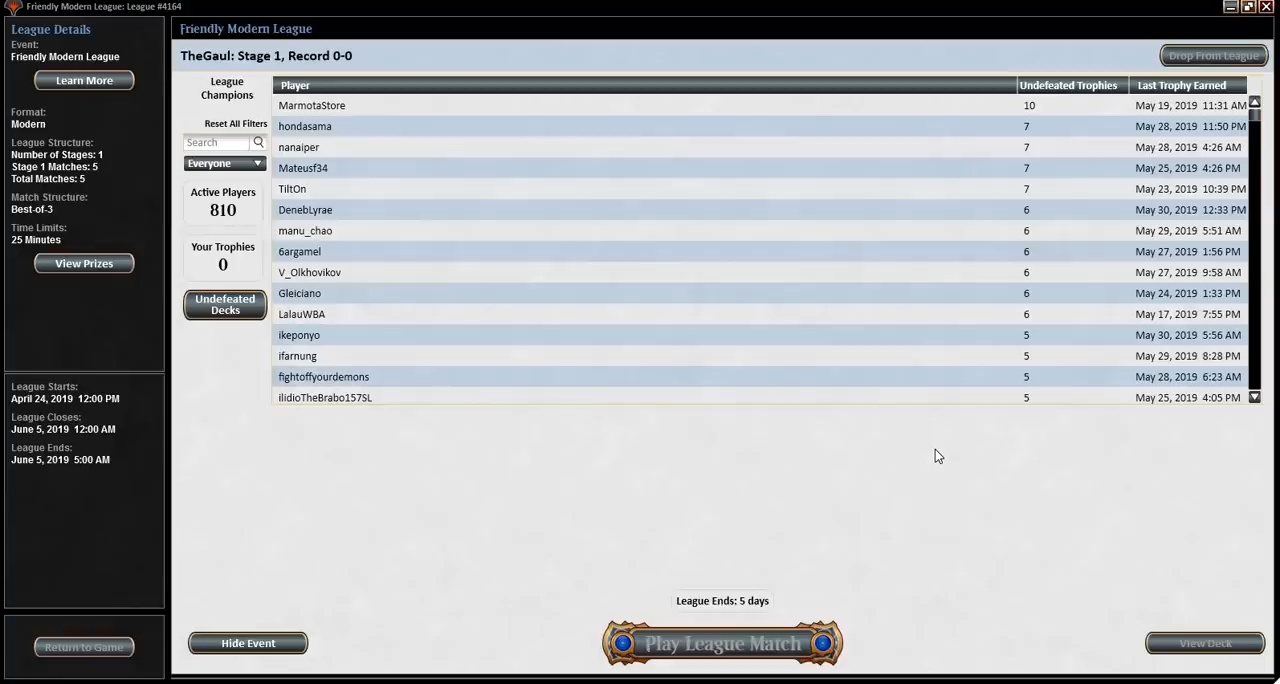 Friendly Modern League: League #4164
League Details
Event:
Friendly Modern League
Learn More
Format:
Modern
League Structure:
Number of Stages: 1
Stage 1 Matches: 5
Total Matches: 5
Match Structure:
Best-of-3
Time Limits:
25 Minutes
View Prizes
League Starts:
April 24, 2019 12:00 PM
League Closes:
June 5, 2019 12:00 AM
League Ends:
June 5, 2019 5:00 AM
Return to Game
Friendly Modern League
TheGaul: Stage 1, Record 0-0
Drop From League
League
Champions
Reset All Filters
Search
Everyone
Active Players
810
Your Trophies
0
Undefeated
Decks
Player Undefeated Trophies Last Trophy Earned
MarmotaStore 10 May 19, 2019 11:31 AM
hondasama 7 May 28, 2019 11:50 PM
nanaiper 7 May 28, 2019 4:26 AM
Mateusf34 7 May 25, 2019 4:26 PM
TiltOn 7 May 23, 2019 10:39 PM
DenebLyrae 6 May 30, 2019 12:33 PM
manu_chao 6 May 29, 2019 5:51 AM
6argamel 6 May 27, 2019 1:56 PM
V_Olkhovikov 6 May 27, 2019 9:58 AM
Gleiciano 6 May 24, 2019 1:33 PM
LalauWBA 6 May 17, 2019 7:55 PM
ikeponyo 5 May 30, 2019 5:56 AM
ifarnung 5 May 29, 2019 8:28 PM
fightoffyourdemons 5 May 28, 2019 6:23 AM
ilidioTheBrabo157SL 5 May 25, 2019 4:05 PM
League Ends: 5 days
Hide Event
Play League Match
View Deck